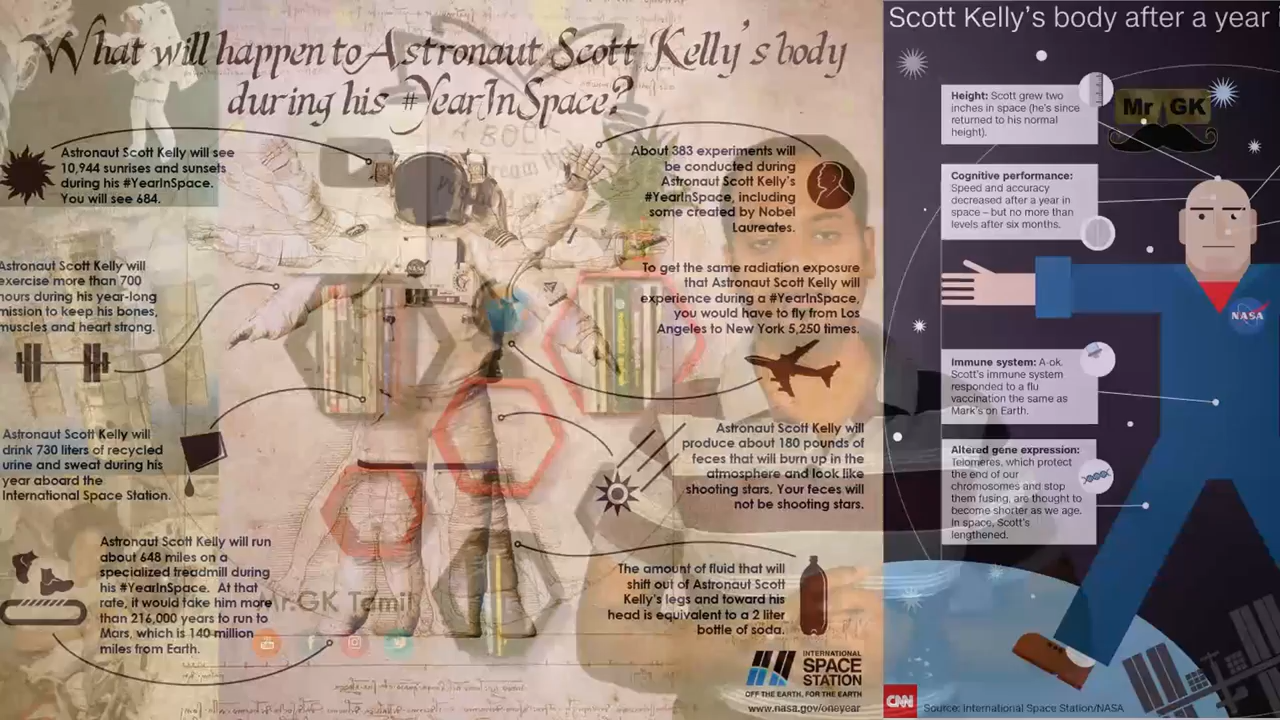 What will happen to Astronaut Scott Kelly's body
during his #YearInSpace?
Astronaut Scott Kelly will see
10,944 sunrises and sunsets
during his #YearInSpace.
You will see 684.
Astronaut Scott Kelly will
exercise more than 700
hours during his year-long
mission to keep his bones,
muscles and heart strong.
Astronaut Scott Kelly will
drink 730 liters of recycled
urine and sweat during his
year aboard the
International Space Station.
Astronaut Scott Kelly will run
about 648 miles on a
specialized treadmill during
his #YearInSpace. At that
rate, it would take him more
than 216,000 years to run to
Mars, which is 140 million
miles from Earth.
About 383 experiments will
be conducted during
Astronaut Scott Kelly's
#YearInSpace, including
some created by Nobel
Laureates.
To get the same radiation exposure
that Astronaut Scott Kelly will
experience during a #YearInSpace,
you would have to fly from Los
Angeles to New York 5,250 times.
Astronaut Scott Kelly will
produce about 180 pounds of
feces that will burn up in the
atmosphere and look like
shooting stars. Your feces will
not be shooting stars.
The amount of fluid that will
shift out of Astronaut Scott
Kelly's legs and toward his
head is equivalent to a 2 liter
bottle of soda.
Mr.GK Tamil
INTERNATIONAL
SPACE
STATION
OFF THE EARTH, FOR THE EARTH
www.nasa.gov/oneyear
Scott Kelly's body after a year
Height: Scott grew two
inches in space (he's since
returned to his normal
height).
Mr GK
Cognitive performance:
Speed and accuracy
decreased after a year in
space – but no more than
levels after six months.
NASA
Immune system: A-ok.
Scott's immune system
responded to a flu
vaccination the same as
Mark's on Earth.
Altered gene expression:
Telomeres, which protect
the end of our
chromosomes and stop
them fusing, are thought to
become shorter as we age.
In space, Scott's
lengthened.
CNN
Source: International Space Station/NASA